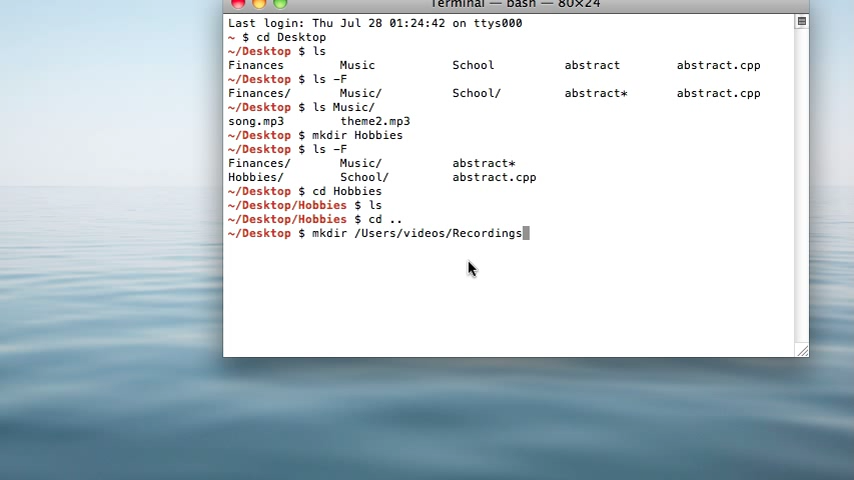 Terminal — bash — 80×24
Last login: Thu Jul 28 01:24:42 on ttys000
~ $ cd Desktop
~/Desktop $ ls
Finances Music School abstract abstract.cpp
~/Desktop $ ls -F
Finances/ Music/ School/ abstract* abstract.cpp
~/Desktop $ ls Music/
song.mp3 theme2.mp3
~/Desktop $ mkdir Hobbies
~/Desktop $ ls -F
Finances/ Music/ abstract*
Hobbies/ School/ abstract.cpp
~/Desktop $ cd Hobbies
~/Desktop/Hobbies $ ls
~/Desktop/Hobbies $ cd ..
~/Desktop $ mkdir /Users/videos/Recordings